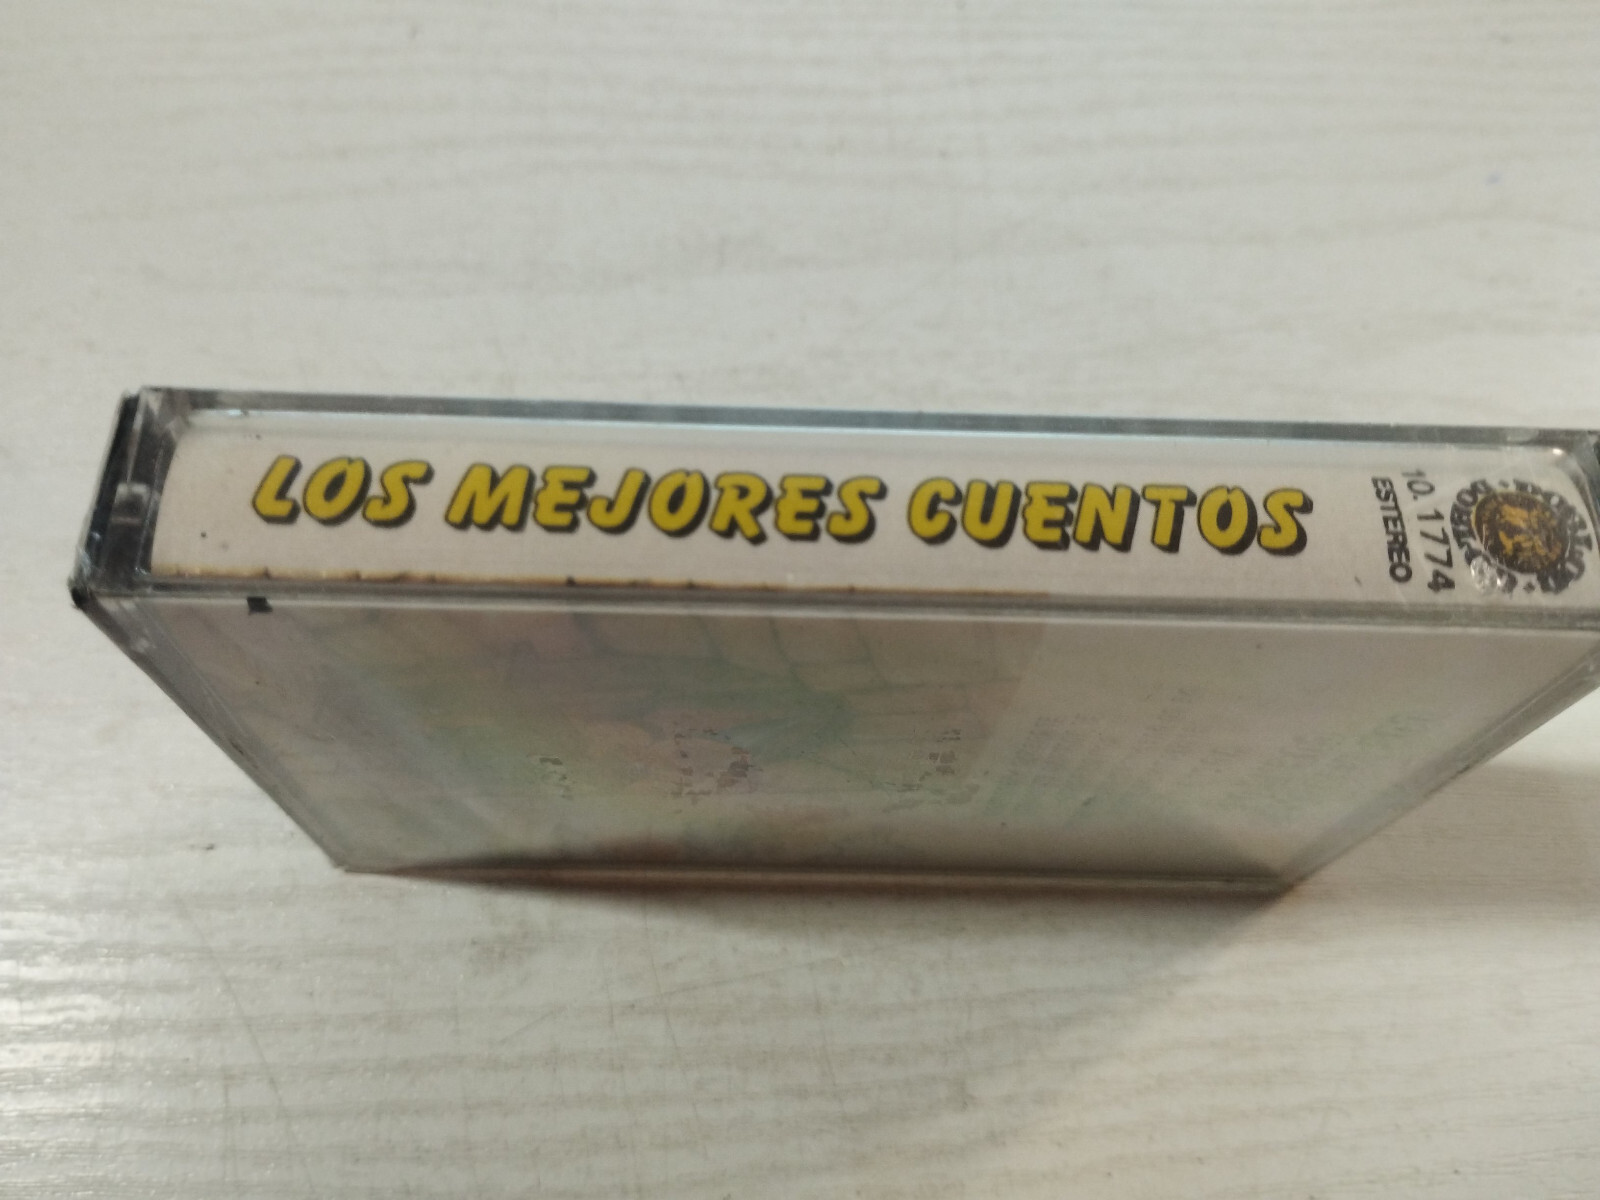 LOS MEJORES CUENTOS
10.1774
ESTEREO